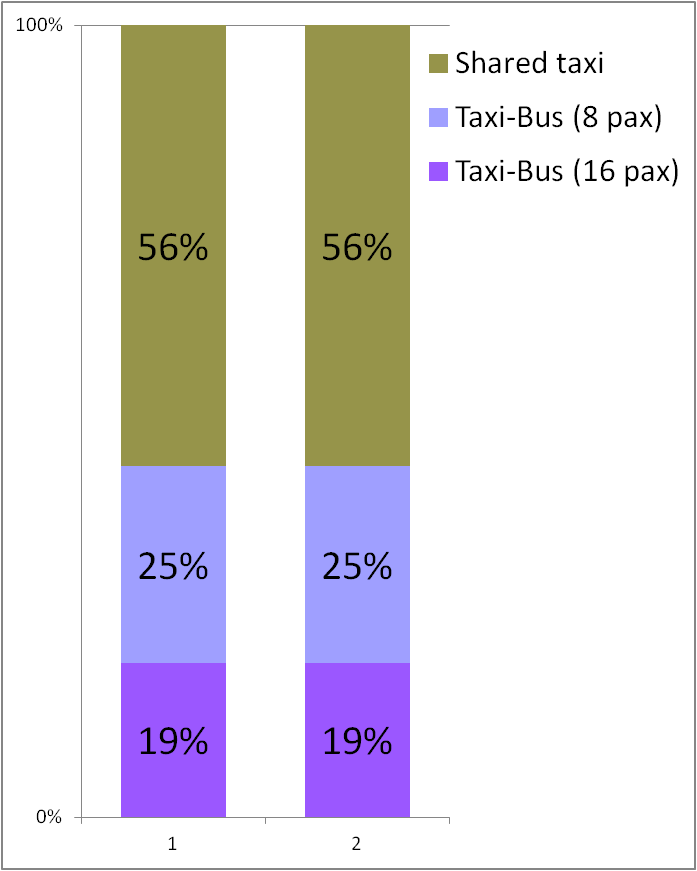 100%
Shared taxi
Taxi-Bus (8 pax)
Taxi-Bus (16 pax)
56% 56%
25% 25%
19% 19%
0%
1 2